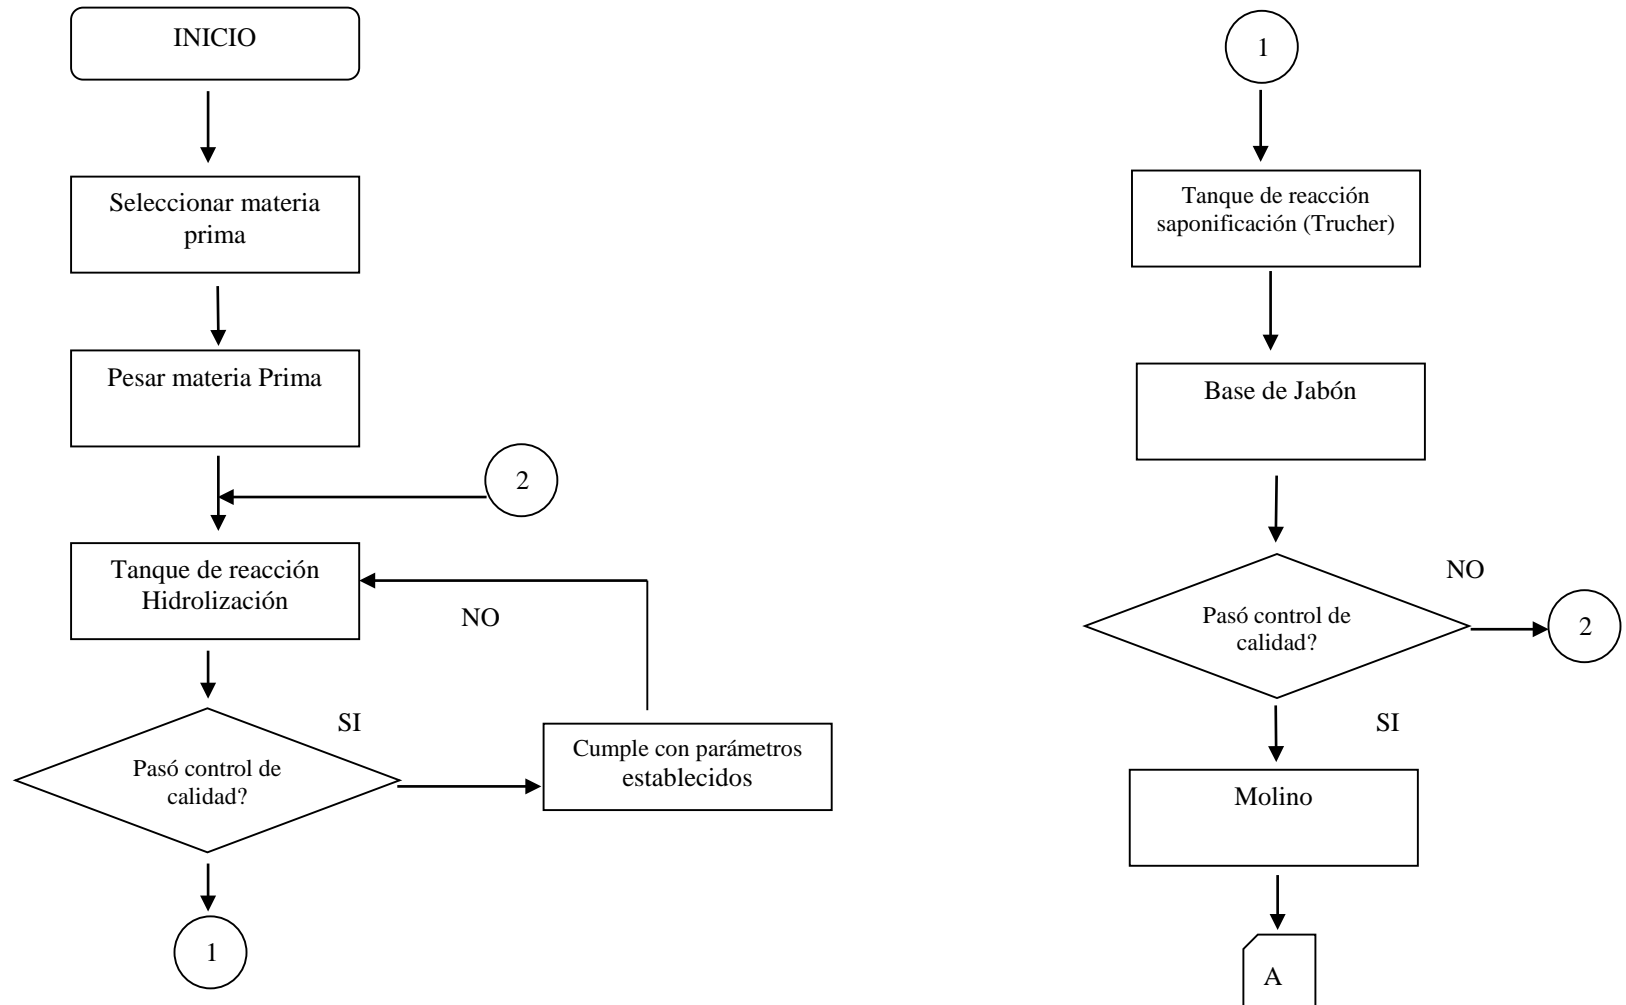 INICIO
Seleccionar materia
prima
Pesar materia Prima
2
Tanque de reacción
Hidrolización
NO
SI
Pasó control de
calidad?
Cumple con parámetros
establecidos
1
1
Tanque de reacción
saponificación (Trucher)
Base de Jabón
NO
Pasó control de
calidad?
2
SI
Molino
A